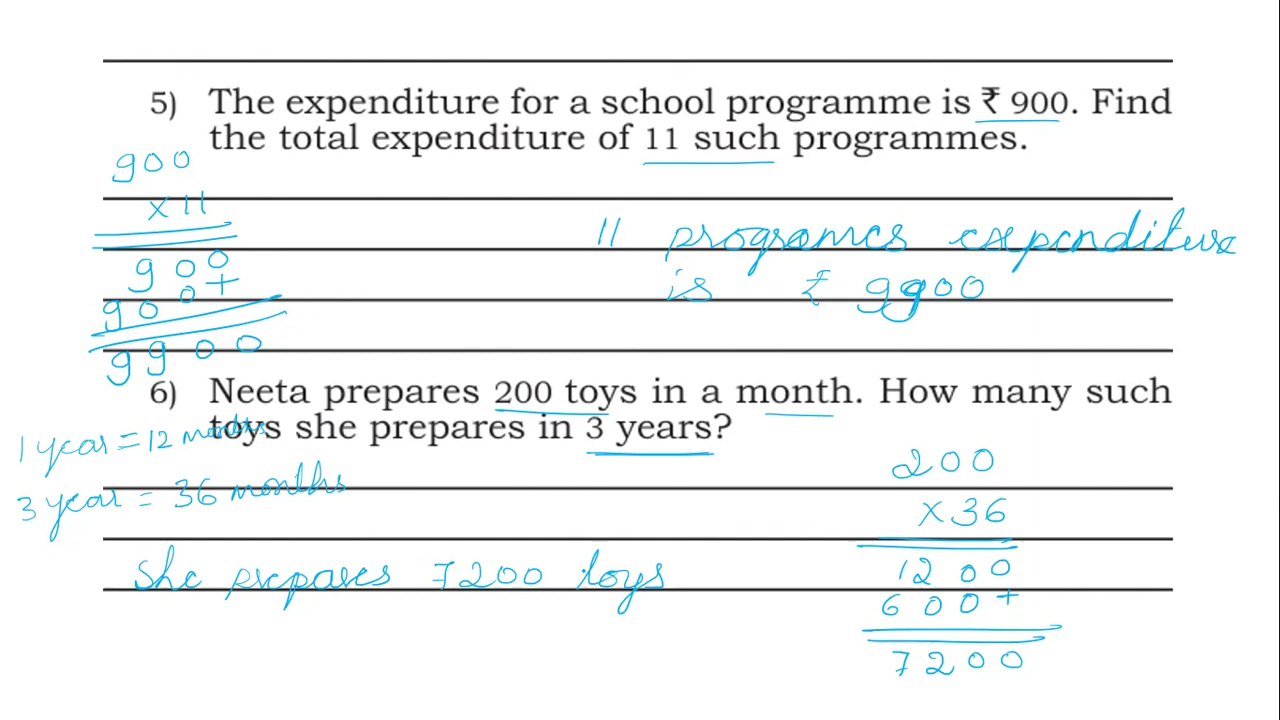 5) The expenditure for a school programme is ₹ 900. Find
the total expenditure of 11 such programmes.
900
× 11
900
900+
9900
11 programes expenditure
is ₹ 9900
6) Neeta prepares 200 toys in a month. How many such
toys she prepares in 3 years?
1 year = 12 months
3 year = 36 months
200
× 36
1200
600+
7200
She prepares 7200 toys